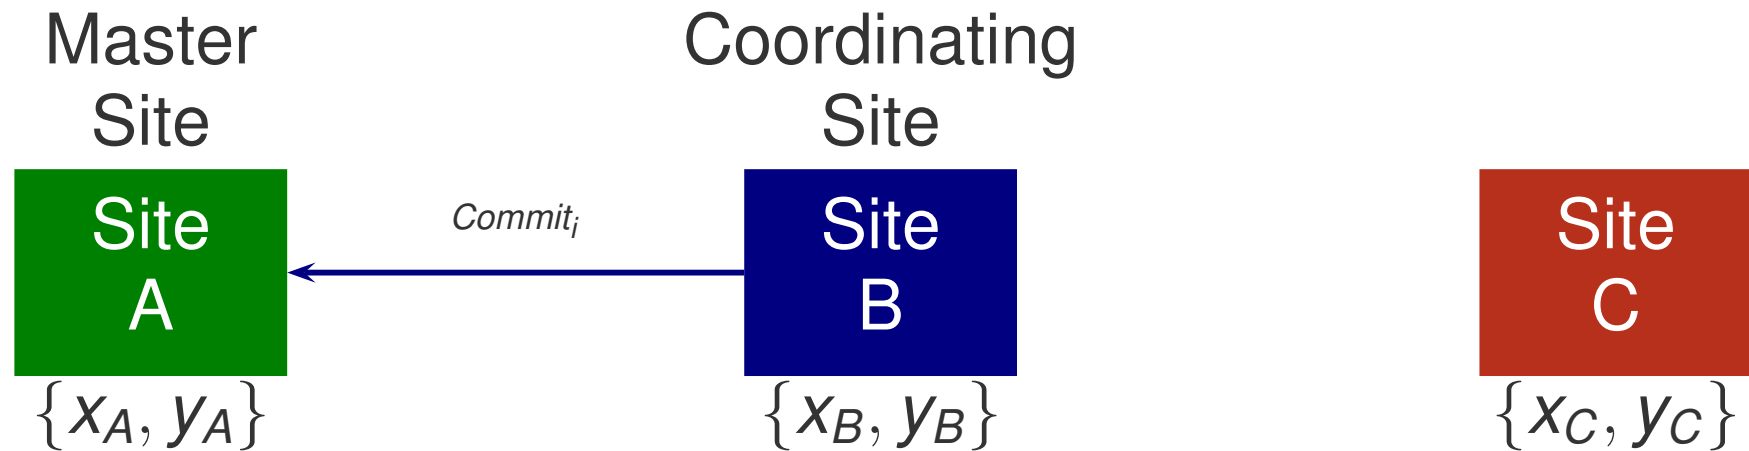 Master
Site
Coordinating
Site
Site
A
Commit_i
Site
B
Site
C
{x_A, y_A}
{x_B, y_B}
{x_C, y_C}